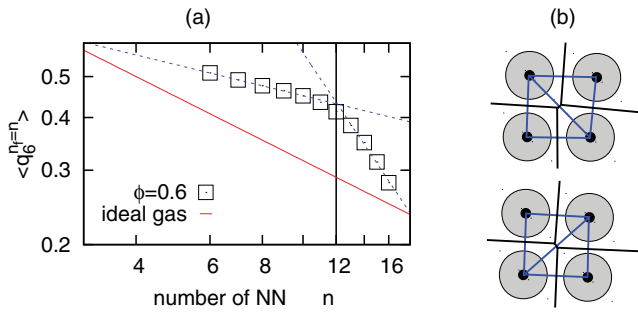 (a)
(b)
<q₆ⁿᶠ⁼ⁿ>
0.5
0.4
0.3
0.2
ϕ=0.6
ideal gas
4 6 8 10 12 16
number of NN n